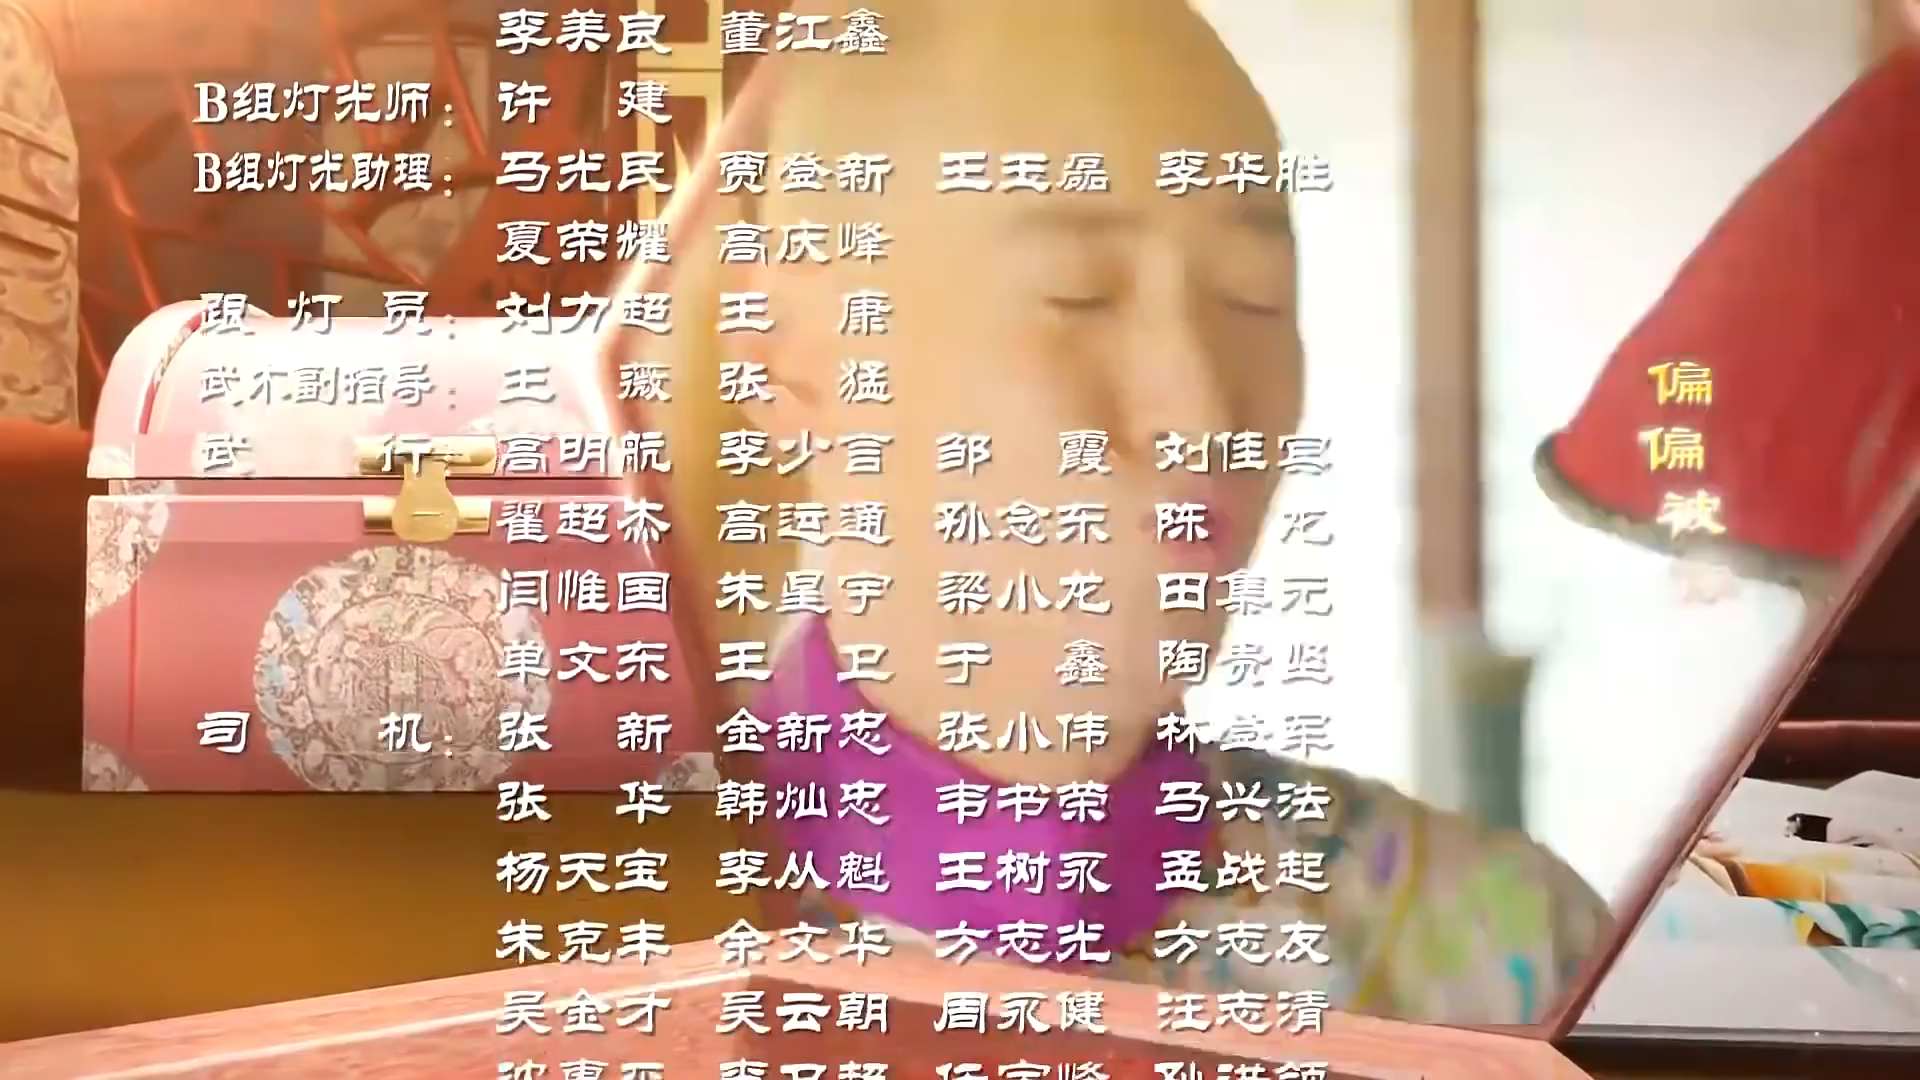 李美良 董江鑫
B组灯光师：许 建
B组灯光助理：马光民 贾登新 王玉磊 李华胜
夏荣耀 高庆峰
跟灯员：刘力超 王 康
武术副指导：王 薇 张 猛
武行：高明航 李少言 邹 霞 刘佳宾
翟超杰 高运通 孙念东 陈 龙
闫惟国 朱星宇 梁小龙 田集元
单文东 王 卫 于 鑫 陶贵坚
司机：张 新 金新忠 张小伟 林登军
张 华 韩灿忠 韦书荣 马兴法
杨天宝 李从魁 王树永 孟战起
朱克丰 余文华 方志光 方志友
吴金才 吴云朝 周永健 汪志清
偏偏被